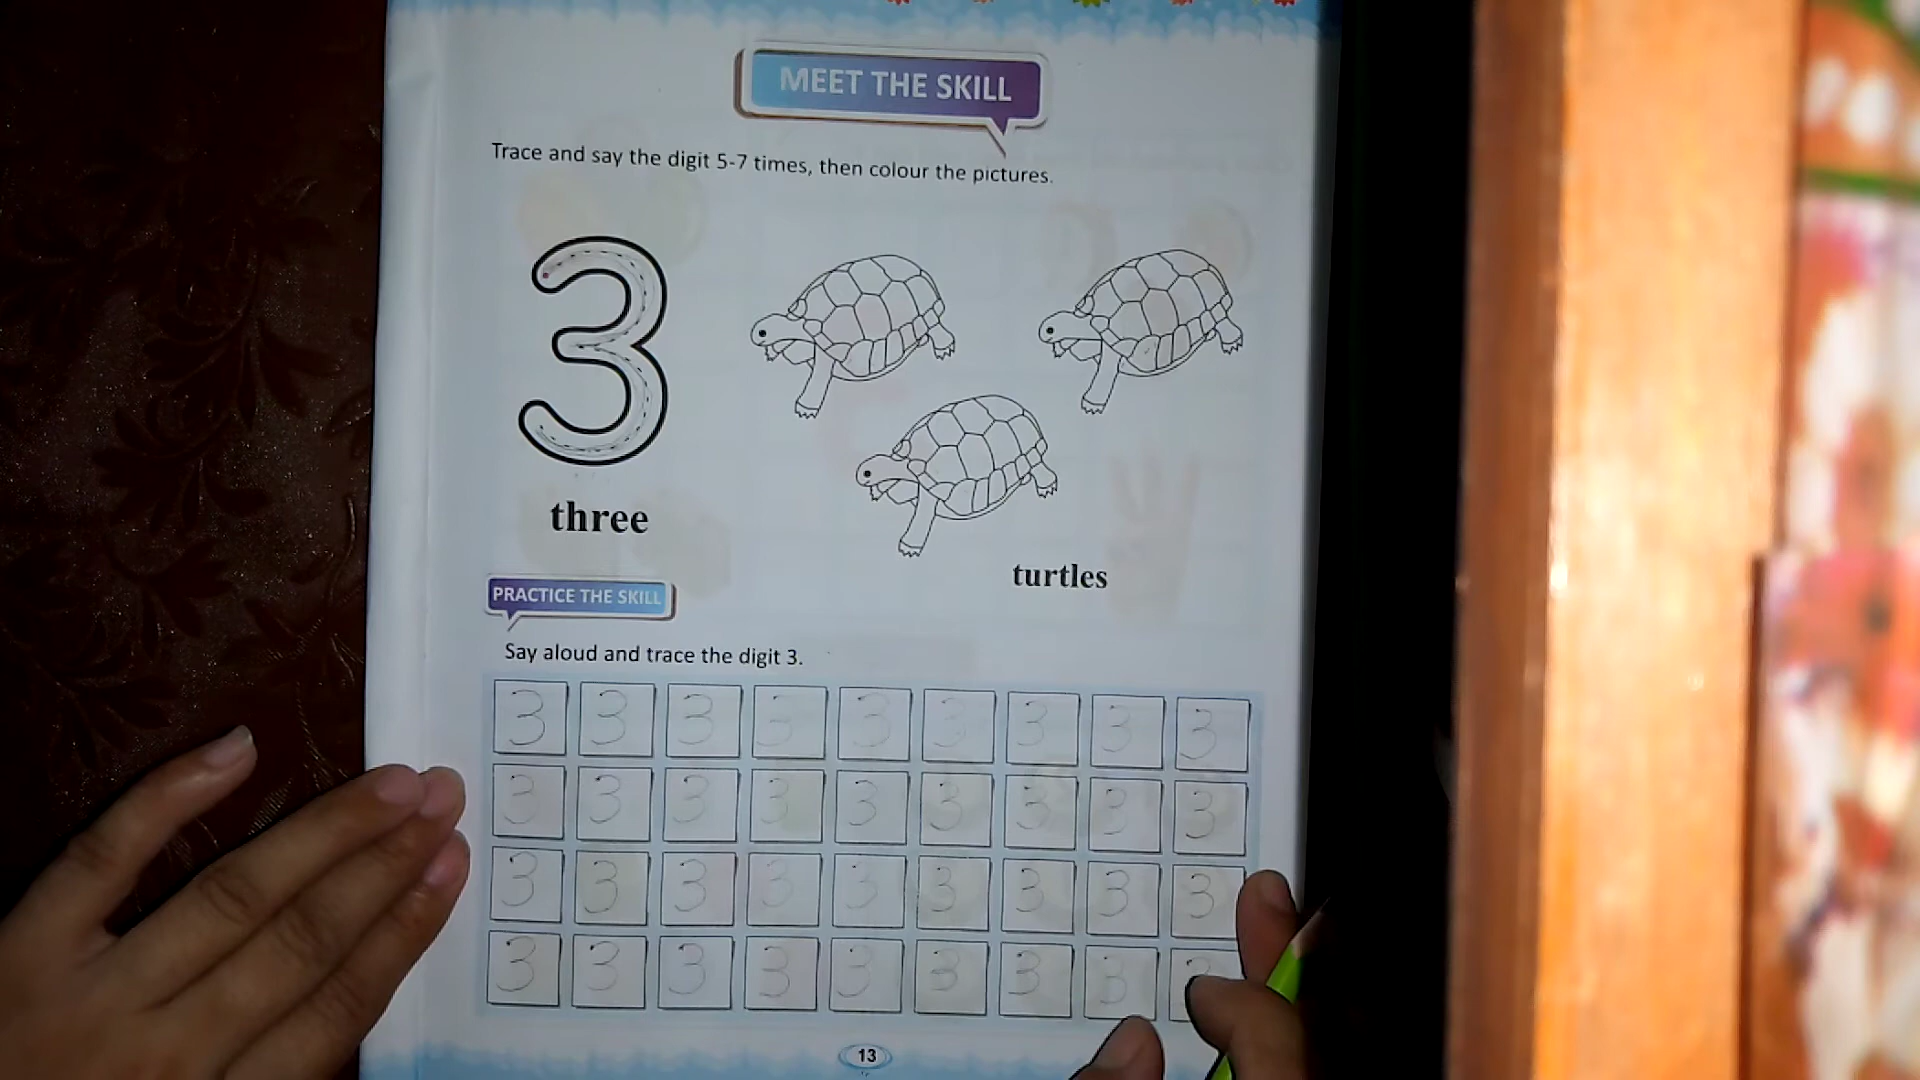 MEET THE SKILL
Trace and say the digit 5-7 times, then colour the pictures.
3
three
turtles
PRACTICE THE SKILL
Say aloud and trace the digit 3.
3 3 3 3 3 3 3 3 3
3 3 3 3 3 3 3 3 3
3 3 3 3 3 3 3 3 3
3 3 3 3 3 3 3 3 3
13